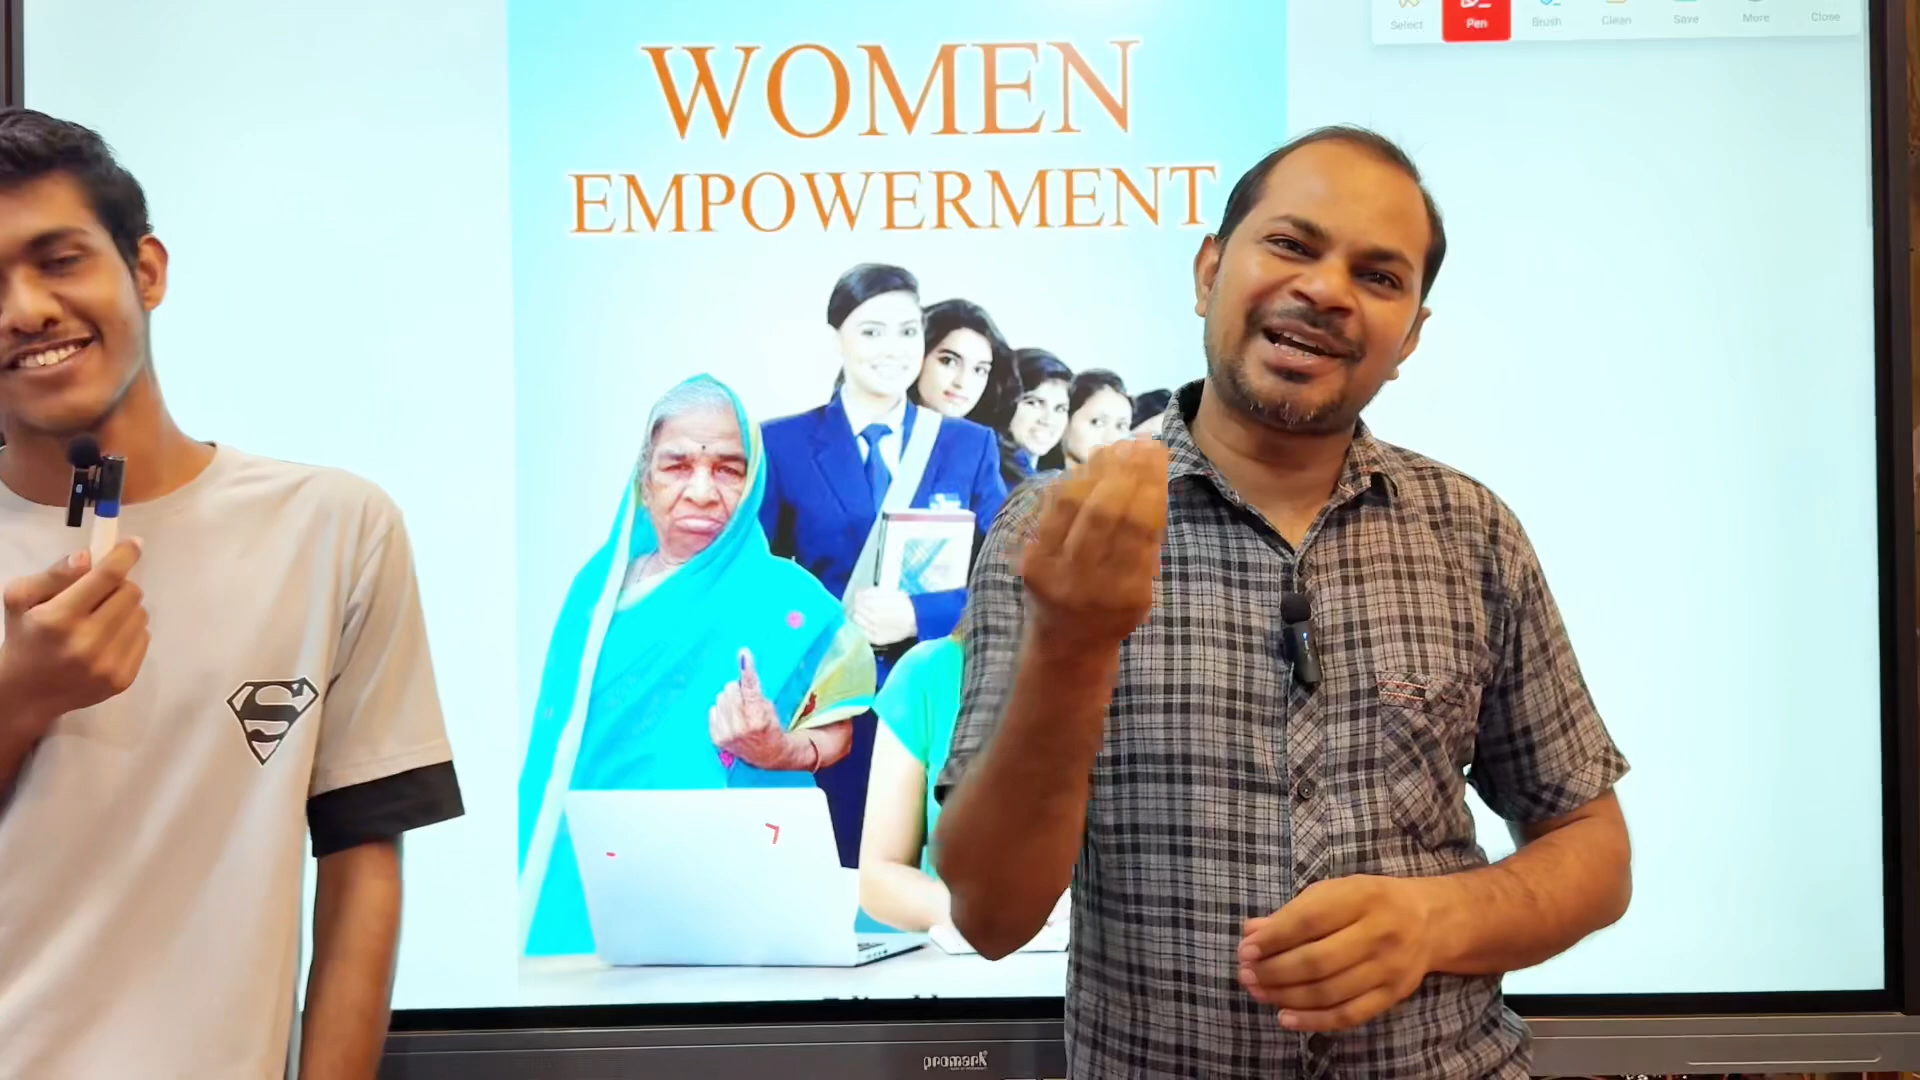 Select Pen Brush Clean Save More Close
WOMEN
EMPOWERMENT
S
promark